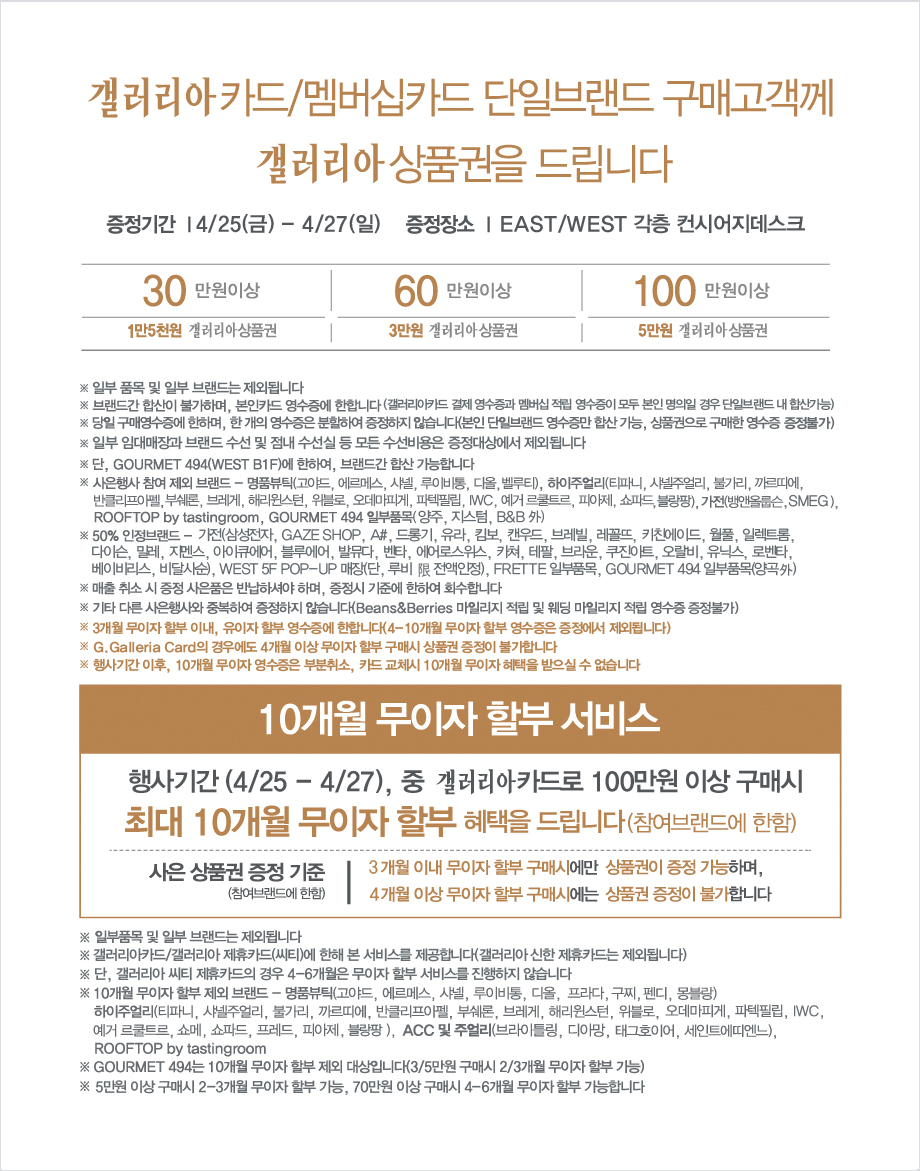 갤러리아카드/멤버십카드 단일브랜드 구매고객께
갤러리아상품권을 드립니다
증정기간 | 4/25(금) - 4/27(일) 증정장소 | EAST/WEST 각층 컨시어지데스크
30 만원이상 60 만원이상 100 만원이상
1만5천원 갤러리아상품권 3만원 갤러리아상품권 5만원 갤러리아상품권
※ 일부 품목 및 일부 브랜드는 제외됩니다
※ 브랜드간 합산이 불가하며, 본인카드 영수증에 한합니다 (갤러리아카드 결제 영수증과 멤버십 적립 영수증이 모두 본인 명의일 경우 단일브랜드 내 합산가능)
※ 당일 구매영수증에 한하며, 한 개의 영수증은 분할하여 증정하지 않습니다(본인 단일브랜드 영수증만 합산 가능, 상품권으로 구매한 영수증 증정불가)
※ 일부 임대매장과 브랜드 수선 및 점내 수선실 등 모든 수선비용은 증정대상에서 제외됩니다
※ 단, GOURMET 494(WEST B1F)에 한하여, 브랜드간 합산 가능합니다
※ 사은행사 참여 제외 브랜드 - 명품뷰틱(고야드, 에르메스, 샤넬, 루이비통, 디올, 벨루티), 하이주얼리(티파니, 샤넬주얼리, 불가리, 까르띠에,
반클리프아펠, 부쉐론, 브레게, 해리윈스턴, 위블로, 오데마피게, 파텍필립, IWC, 예거 르쿨트르, 피아제, 쇼파드, 블랑팡), 가전(뱅앤올룹슨, SMEG ),
ROOFTOP by tastingroom, GOURMET 494 일부품목( 양주, 지스텀, B&B 外)
※ 50% 인정브랜드 - 가전(삼성전자, GAZE SHOP, A#, 드롱기, 유라, 킴보, 캔우드, 브레빌, 레꼴뜨, 키친에이드, 월풀, 일렉트롬,
다이슨, 밀레, 지멘스, 아이큐에어, 블루에어, 발뮤다, 벤타, 에어로스위스, 카쳐, 테팔, 브라운, 쿠진아트, 오랄비, 유닉스, 로벤타,
베이비리스, 비달사순), WEST 5F POP-UP 매장(단, 루비 限 전액인정), FRETTE 일부품목, GOURMET 494 일부품목(양곡外)
※ 매출 취소 시 증정 사은품은 반납하셔야 하며, 증정시 기준에 한하여 회수합니다
※ 기타 다른 사은행사와 중복하여 증정하지 않습니다(Beans&Berries 마일리지 적립 및 웨딩 마일리지 적립 영수증 증정불가)
※ 3개월 무이자 할부 이내, 유이자 할부 영수증에 한합니다(4-10개월 무이자 할부 영수증은 증정에서 제외됩니다)
※ G.Galleria Card의 경우에도 4개월 이상 무이자 할부 구매시 상품권 증정이 불가합니다
※ 행사기간 이후, 10개월 무이자 영수증은 부분취소, 카드 교체시 10개월 무이자 혜택을 받으실 수 없습니다
10개월 무이자 할부 서비스
행사기간 (4/25 - 4/27), 중 갤러리아카드로 100만원 이상 구매시
최대 10개월 무이자 할부 혜택을 드립니다(참여브랜드에 한함)
사은 상품권 증정 기준 | 3개월 이내 무이자 할부 구매시에만 상품권이 증정 가능하며,
(참여브랜드에 한함) 4개월 이상 무이자 할부 구매시에는 상품권 증정이 불가합니다
※ 일부품목 및 일부 브랜드는 제외됩니다
※ 갤러리아카드/갤러리아 제휴카드(씨티)에 한해 본 서비스를 제공합니다(갤러리아 신한 제휴카드는 제외됩니다)
※ 단, 갤러리아 씨티 제휴카드의 경우 4-6개월은 무이자 할부 서비스를 진행하지 않습니다
※ 10개월 무이자 할부 제외 브랜드 - 명품뷰틱(고야드, 에르메스, 샤넬, 루이비통, 디올, 프라다, 구찌, 펜디, 몽블랑)
하이주얼리(티파니, 샤넬주얼리, 불가리, 까르띠에, 반클리프아펠, 부쉐론, 브레게, 해리윈스턴, 위블로, 오데마피게, 파텍필립, IWC,
예거 르쿨트르, 쇼메, 쇼파드, 프레드, 피아제, 블랑팡 ), ACC 및 주얼리(브라이틀링, 디아망, 태그호이어, 세인트에띠엔느),
ROOFTOP by tastingroom
※ GOURMET 494는 10개월 무이자 할부 제외 대상입니다(3/5만원 구매시 2/3개월 무이자 할부 가능)
※ 5만원 이상 구매시 2-3개월 무이자 할부 가능, 70만원 이상 구매시 4-6개월 무이자 할부 가능합니다